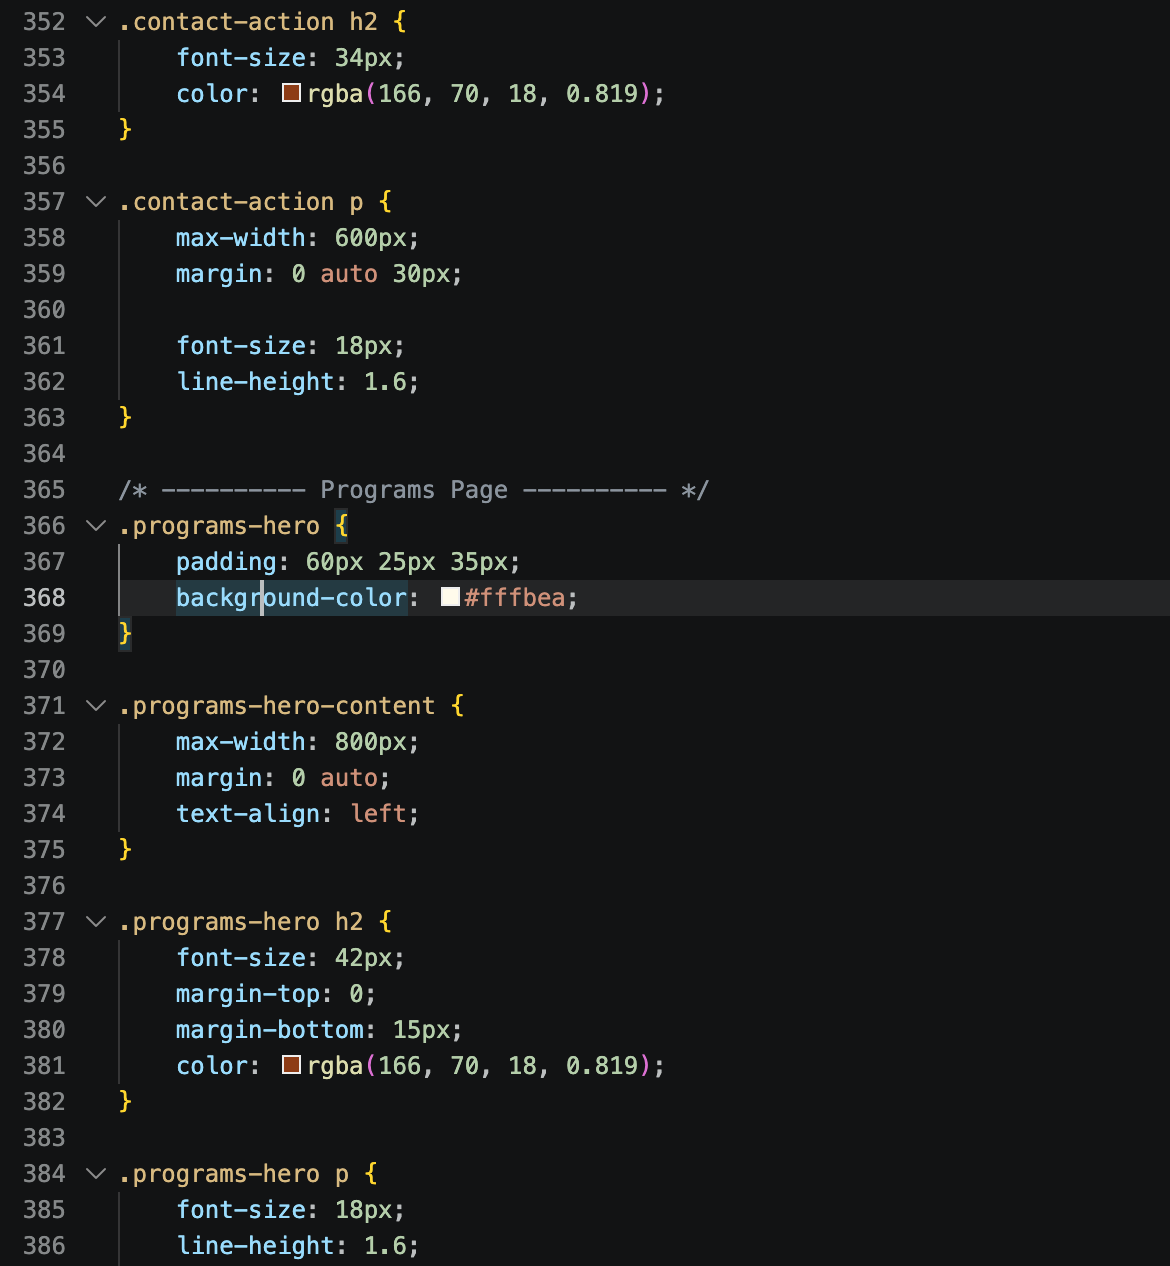 352 .contact-action h2 {
353 font-size: 34px;
354 color: rgba(166, 70, 18, 0.819);
355 }
356
357 .contact-action p {
358 max-width: 600px;
359 margin: 0 auto 30px;
360
361 font-size: 18px;
362 line-height: 1.6;
363 }
364
365 /* ---------- Programs Page ---------- */
366 .programs-hero {
367 padding: 60px 25px 35px;
368 background-color: #fffbea;
369 }
370
371 .programs-hero-content {
372 max-width: 800px;
373 margin: 0 auto;
374 text-align: left;
375 }
376
377 .programs-hero h2 {
378 font-size: 42px;
379 margin-top: 0;
380 margin-bottom: 15px;
381 color: rgba(166, 70, 18, 0.819);
382 }
383
384 .programs-hero p {
385 font-size: 18px;
386 line-height: 1.6;